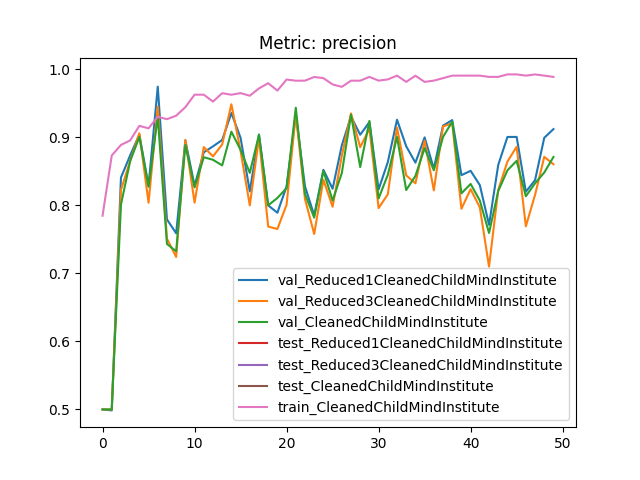 Metric: precision
1.0
0.9
0.8
0.7
0.6
0.5
val_Reduced1CleanedChildMindInstitute
val_Reduced3CleanedChildMindInstitute
val_CleanedChildMindInstitute
test_Reduced1CleanedChildMindInstitute
test_Reduced3CleanedChildMindInstitute
test_CleanedChildMindInstitute
train_CleanedChildMindInstitute
0 10 20 30 40 50